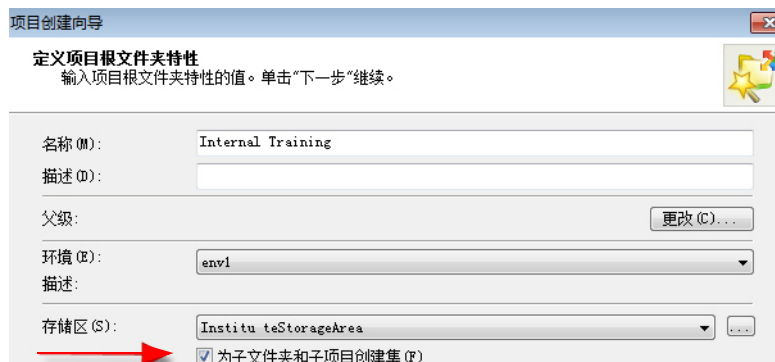 项目创建向导
定义项目根文件夹特性
输入项目根文件夹特性的值。单击“下一步”继续。
名称(M): Internal Training
描述(D):
父级: 更改(C)...
环境(E): env1
描述:
存储区(S): Institu teStorageArea ...
为子文件夹和子项目创建集(F)